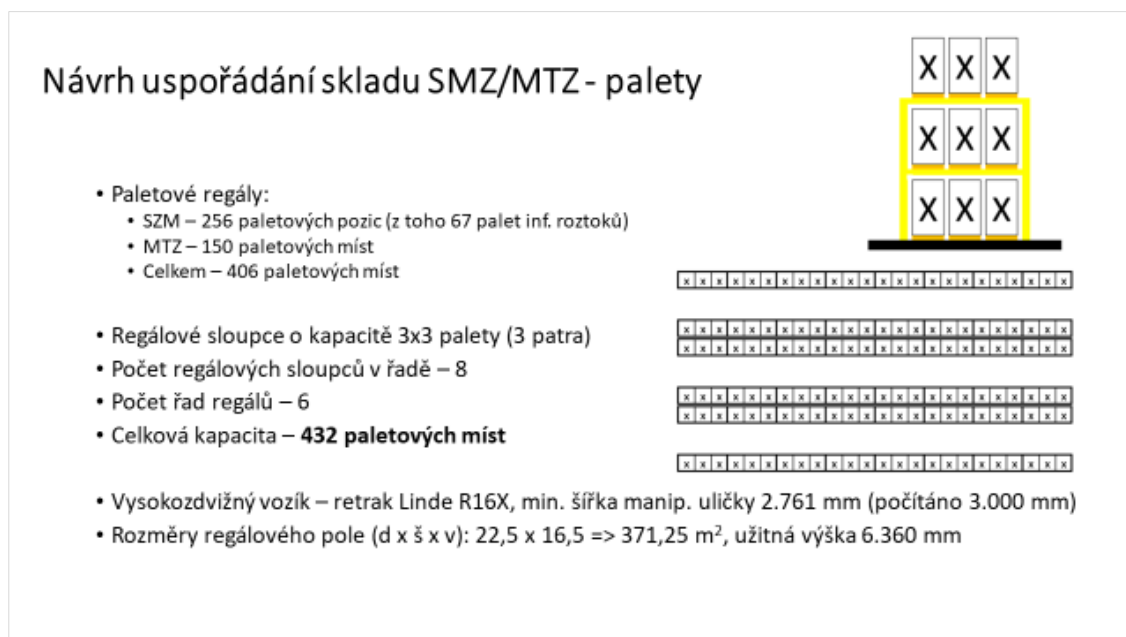 Návrh uspořádání skladu SMZ/MTZ - palety
X X X
X X X
X X X
• Paletové regály:
• SZM – 256 paletových pozic (z toho 67 palet inf. roztoků)
• MTZ – 150 paletových míst
• Celkem – 406 paletových míst
x x x x x x x x x x x x x x x x x x x x x x x x
• Regálové sloupce o kapacitě 3x3 palety (3 patra)
x x x x x x x x x x x x x x x x x x x x x x x x
x x x x x x x x x x x x x x x x x x x x x x x x
• Počet regálových sloupců v řadě – 8
• Počet řad regálů – 6
x x x x x x x x x x x x x x x x x x x x x x x x
x x x x x x x x x x x x x x x x x x x x x x x x
• Celková kapacita – 432 paletových míst
x x x x x x x x x x x x x x x x x x x x x x x x
• Vysokozdvižný vozík – retrak Linde R16X, min. šířka manip. uličky 2.761 mm (počítáno 3.000 mm)
• Rozměry regálového pole (d x š x v): 22,5 x 16,5 => 371,25 m², užitná výška 6.360 mm